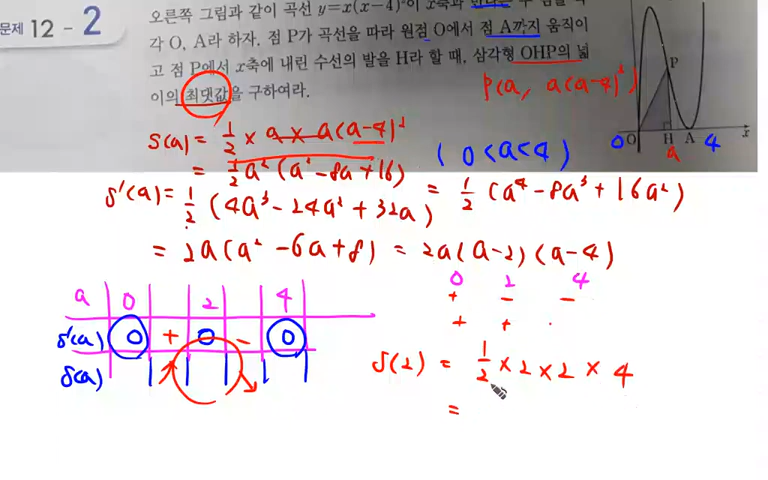 문제 12 - 2
오른쪽 그림과 같이 곡선 y=x(x-4)²이 x축과 만나는 두 점을 각
각 O, A라 하자. 점 P가 곡선을 따라 원점 O에서 점 A까지 움직이
고 점 P에서 x축에 내린 수선의 발을 H라 할 때, 삼각형 OHP의 넓
이의 최댓값을 구하여라.
P(a, a(a-4)²)
P
O H A x
0 a 4
S(a) = 1/2 × a × a(a-4)²
= 1/2 a² (a² - 8a + 16) (0<a<4)
S'(a) = 1/2 (4a³ - 24a² + 32a) = 1/2 (a⁴ - 8a³ + 16a²)
= 2a(a² - 6a + 8) = 2a(a-2)(a-4)
0 2 4
+ - -
+ + .
a 0 2 4
S'(a) 0 + 0 - 0
S(a)
S(2) = 1/2 × 2 × 2 × 4
=